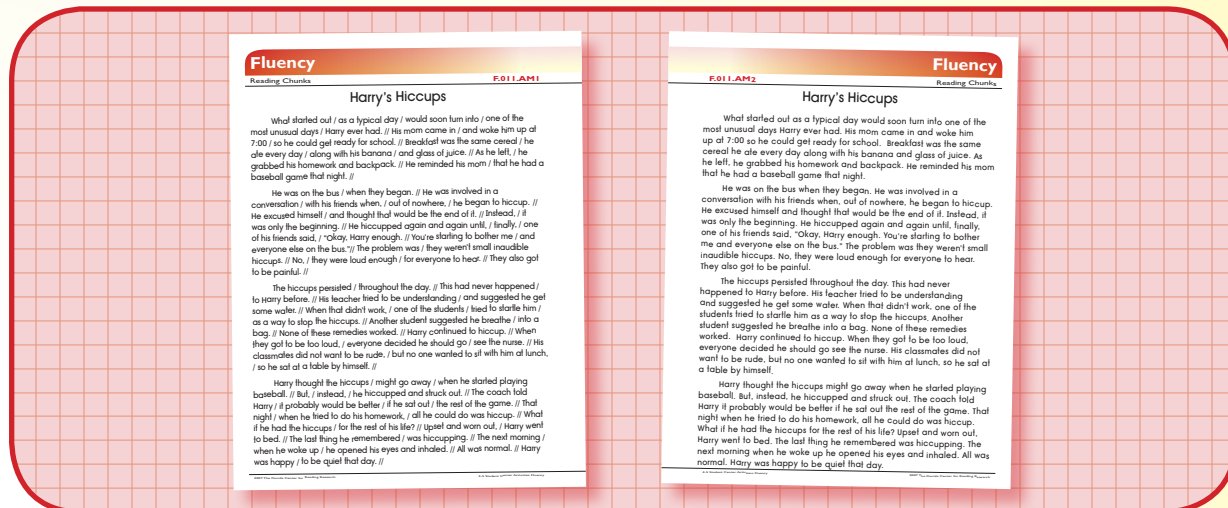 Fluency
Reading Chunks
F.011.AM1
Harry's Hiccups
What started out / as a typical day / would soon turn into / one of the
most unusual days / Harry ever had. // His mom came in / and woke him up at
7:00 / so he could get ready for school. // Breakfast was the same cereal / he
ate every day / along with his banana / and glass of juice. // As he left, / he
grabbed his homework and backpack. // He reminded his mom / that he had a
baseball game that night. //
He was on the bus / when they began. // He was involved in a
conversation / with his friends when, / out of nowhere, / he began to hiccup. //
He excused himself / and thought that would be the end of it. // Instead, / it
was only the beginning. // He hiccupped again and again until, / finally, / one
of his friends said, / "Okay, Harry enough. // You're starting to bother me / and
everyone else on the bus."// The problem was / they weren't small inaudible
hiccups. // No, / they were loud enough / for everyone to hear. // They also got
to be painful. //
The hiccups persisted / throughout the day. // This had never happened /
to Harry before. // His teacher tried to be understanding / and suggested he get
some water. // When that didn't work, / one of the students / tried to startle him /
as a way to stop the hiccups. // Another student suggested he breathe / into a
bag. // None of these remedies worked. // Harry continued to hiccup. // When
they got to be too loud, / everyone decided he should go / see the nurse. // His
classmates did not want to be rude, / but no one wanted to sit with him at lunch,
/ so he sat at a table by himself. //
Harry thought the hiccups / might go away / when he started playing
baseball. // But, / instead, / he hiccupped and struck out. // The coach told
Harry / it probably would be better / if he sat out / the rest of the game. // That
night / when he tried to do his homework, / all he could do was hiccup. // What
if he had the hiccups / for the rest of his life? // Upset and worn out, / Harry went
to bed. // The last thing he remembered / was hiccupping. // The next morning /
when he woke up / he opened his eyes and inhaled. // All was normal. // Harry
was happy / to be quiet that day. //
Fluency
F.011.AM2
Reading Chunks
Harry's Hiccups
What started out as a typical day would soon turn into one of the
most unusual days Harry ever had. His mom came in and woke him
up at 7:00 so he could get ready for school. Breakfast was the same
cereal he ate every day along with his banana and glass of juice. As
he left, he grabbed his homework and backpack. He reminded his mom
that he had a baseball game that night.
He was on the bus when they began. He was involved in a
conversation with his friends when, out of nowhere, he began to hiccup.
He excused himself and thought that would be the end of it. Instead, it
was only the beginning. He hiccupped again and again until, finally,
one of his friends said, "Okay, Harry enough. You're starting to bother
me and everyone else on the bus." The problem was they weren't small
inaudible hiccups. No, they were loud enough for everyone to hear.
They also got to be painful.
The hiccups persisted throughout the day. This had never
happened to Harry before. His teacher tried to be understanding
and suggested he get some water. When that didn't work, one of the
students tried to startle him as a way to stop the hiccups. Another
student suggested he breathe into a bag. None of these remedies
worked. Harry continued to hiccup. When they got to be too loud,
everyone decided he should go see the nurse. His classmates did not
want to be rude, but no one wanted to sit with him at lunch, so he sat at
a table by himself.
Harry thought the hiccups might go away when he started playing
baseball. But, instead, he hiccupped and struck out. The coach told
Harry it probably would be better if he sat out the rest of the game. That
night when he tried to do his homework, all he could do was hiccup.
What if he had the hiccups for the rest of his life? Upset and worn out,
Harry went to bed. The last thing he remembered was hiccupping. The
next morning when he woke up he opened his eyes and inhaled. All was
normal. Harry was happy to be quiet that day.